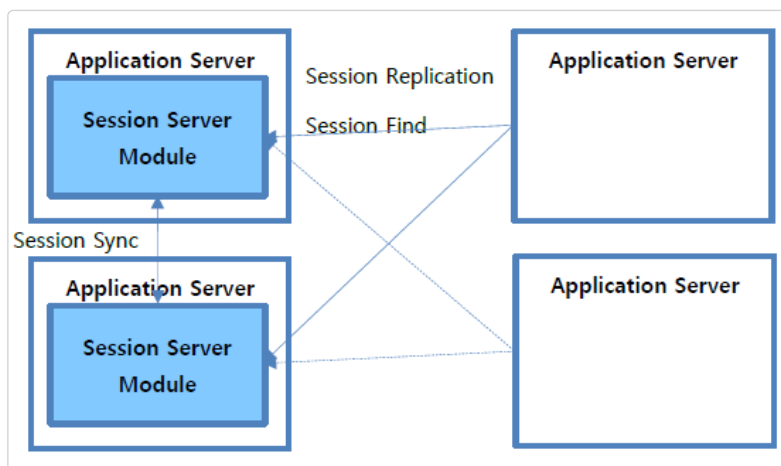 Application Server
Session Server
Module
Session Replication
Session Find
Application Server
Session Sync
Application Server
Session Server
Module
Application Server